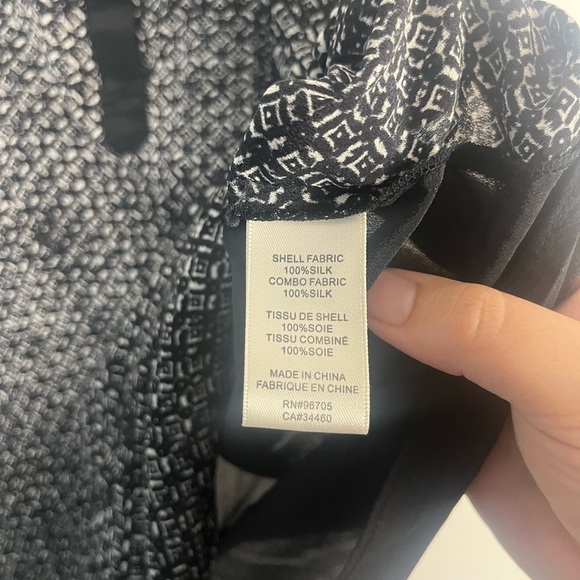 SHELL FABRIC
100%SILK
COMBO FABRIC
100%SILK
TISSU DE SHELL
100%SOIE
TISSU COMBINÉ
100%SOIE
MADE IN CHINA
FABRIQUE EN CHINE
RN#96705
CA#34460